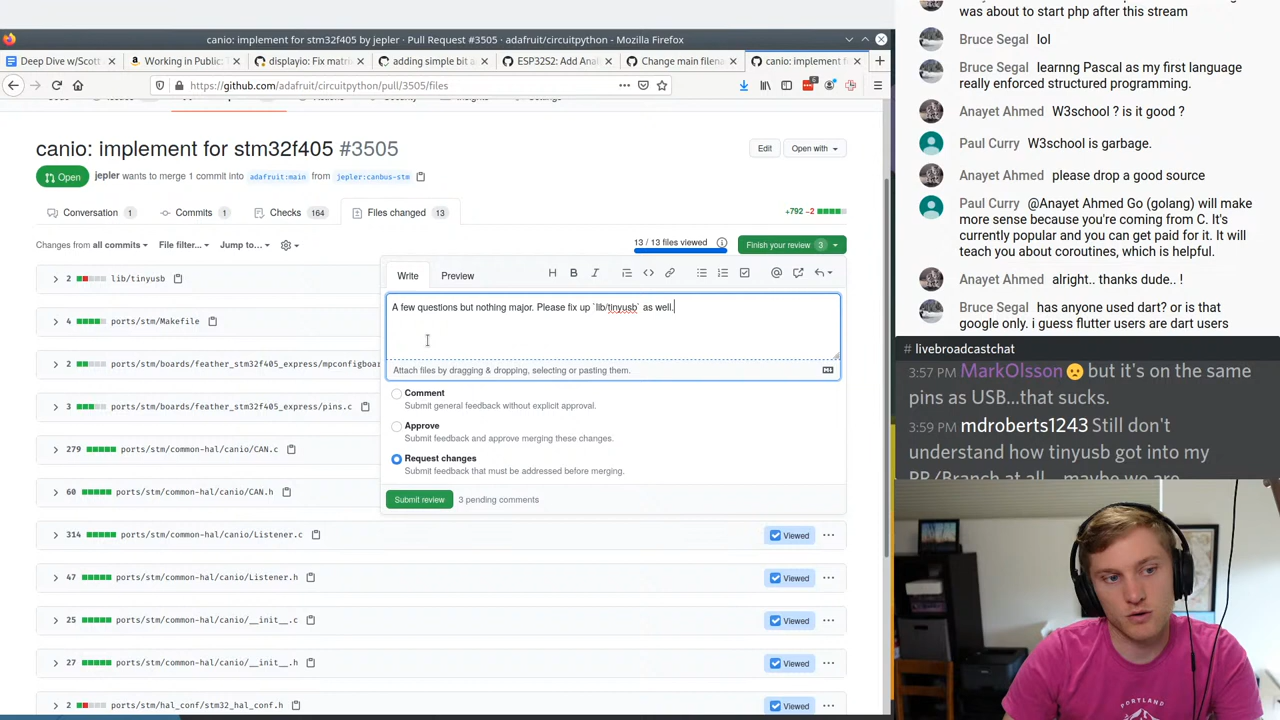 canio: implement for stm32f405 by jepler · Pull Request #3505 · adafruit/circuitpython - Mozilla Firefox
Deep Dive w/Scott
Working in Public:
displayio: Fix matri
adding simple bit a
ESP32S2: Add Ana
Change main filena
canio: implement f
https://github.com/adafruit/circuitpython/pull/3505/files
canio: implement for stm32f405 #3505
Edit
Open with
Open
jepler wants to merge 1 commit into adafruit:main from jepler:canbus-stm
Conversation 1
Commits 1
Checks 164
Files changed 13
+792 −2
Changes from all commits
File filter...
Jump to...
13 / 13 files viewed
Finish your review 3
2 lib/tinyusb
4 ports/stm/Makefile
2 ports/stm/boards/feather_stm32f405_express/mpconfigboar
3 ports/stm/boards/feather_stm32f405_express/pins.c
279 ports/stm/common-hal/canio/CAN.c
60 ports/stm/common-hal/canio/CAN.h
314 ports/stm/common-hal/canio/Listener.c
Viewed
47 ports/stm/common-hal/canio/Listener.h
Viewed
25 ports/stm/common-hal/canio/__init__.c
Viewed
27 ports/stm/common-hal/canio/__init__.h
Viewed
2 ports/stm/hal_conf/stm32_hal_conf.h
Viewed
Write
Preview
A few questions but nothing major. Please fix up `lib/tinyusb` as well.
Attach files by dragging & dropping, selecting or pasting them.
Comment
Submit general feedback without explicit approval.
Approve
Submit feedback and approve merging these changes.
Request changes
Submit feedback that must be addressed before merging.
Submit review
3 pending comments
was about to start php after this stream
Bruce Segal lol
Bruce Segal learnng Pascal as my first language
really enforced structured programming.
Anayet Ahmed W3school ? is it good ?
Paul Curry W3school is garbage.
Anayet Ahmed please drop a good source
Paul Curry @Anayet Ahmed Go (golang) will make
more sense because you're coming from C. It's
currently popular and you can get paid for it. It will
teach you about coroutines, which is helpful.
Anayet Ahmed alright.. thanks dude.. !
Bruce Segal has anyone used dart? or is that
google only. i guess flutter users are dart users
# livebroadcastchat
3:57 PM MarkOlsson but it's on the same
pins as USB...that sucks.
3:59 PM mdroberts1243 Still don't
understand how tinyusb got into my
PR/Branch at all... maybe we are
PORTLAND